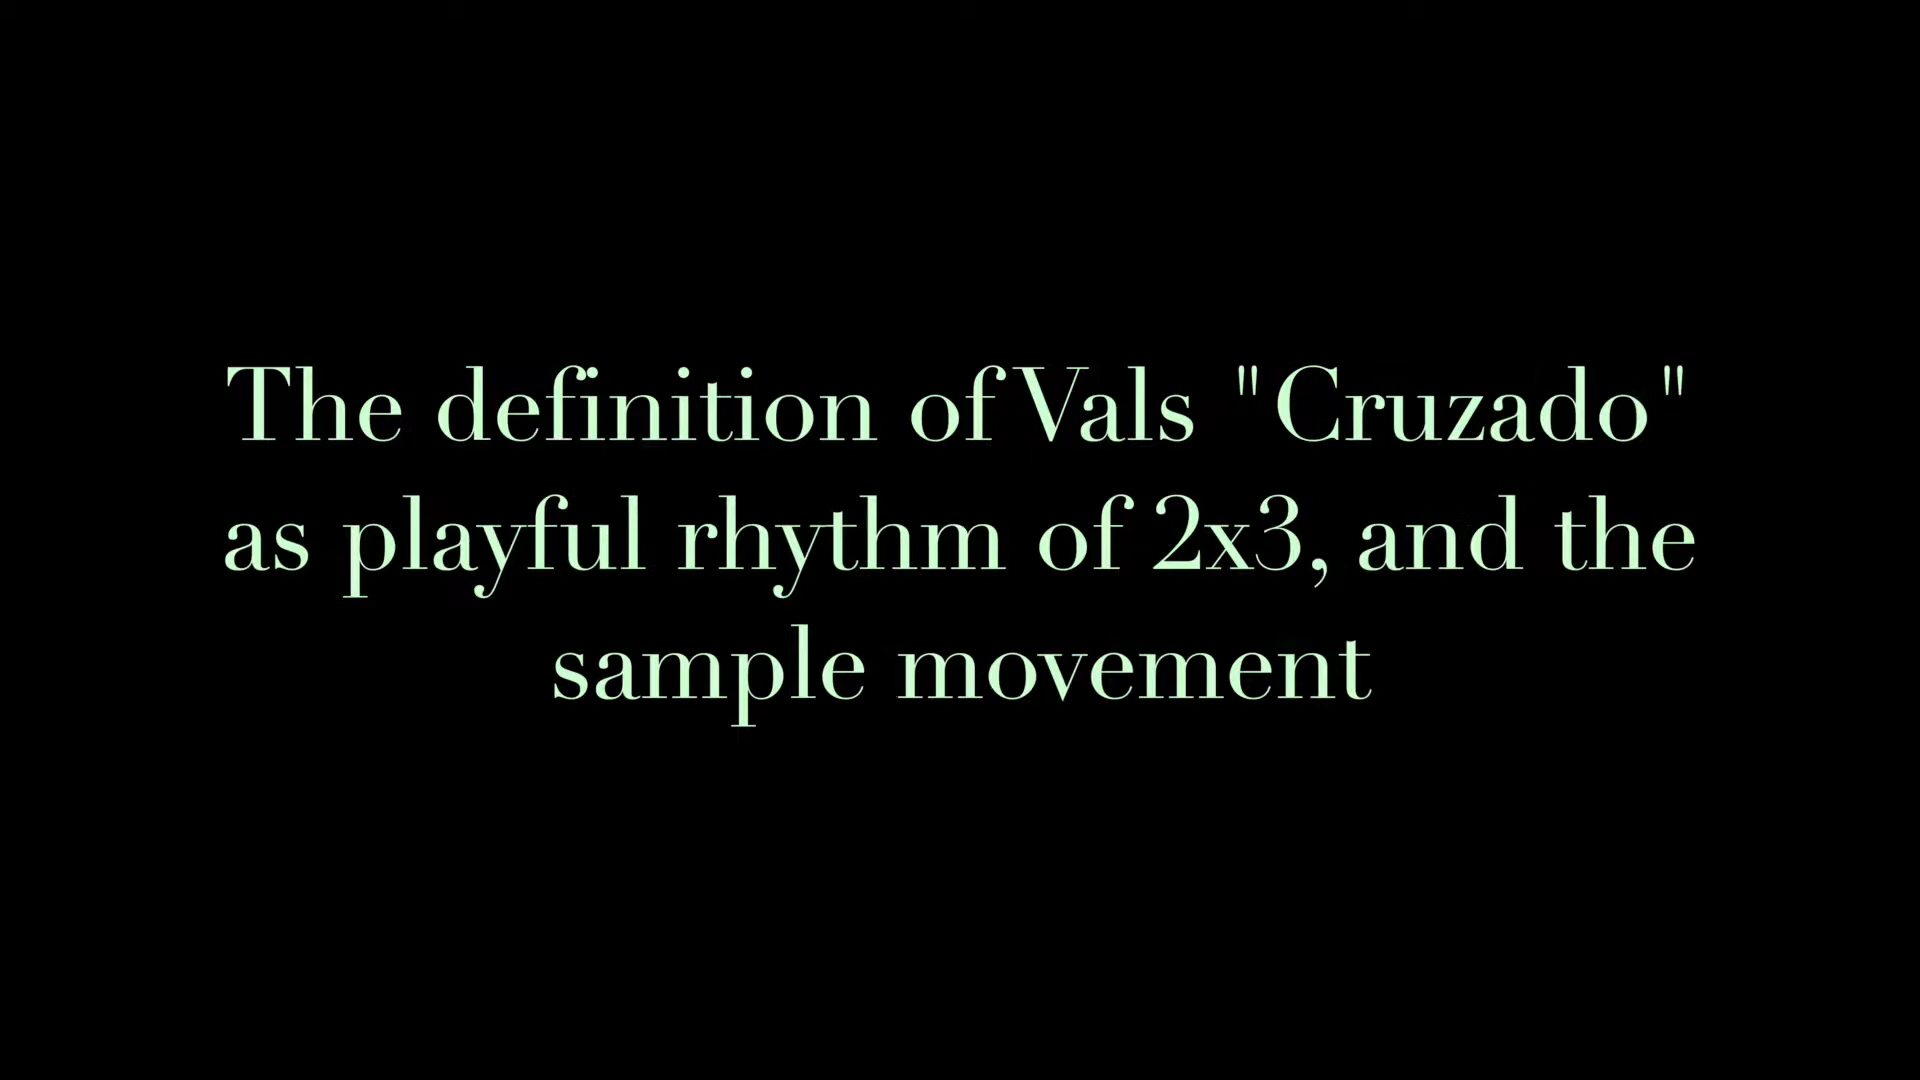 The definition of Vals "Cruzado"
as playful rhythm of 2x3, and the
sample movement